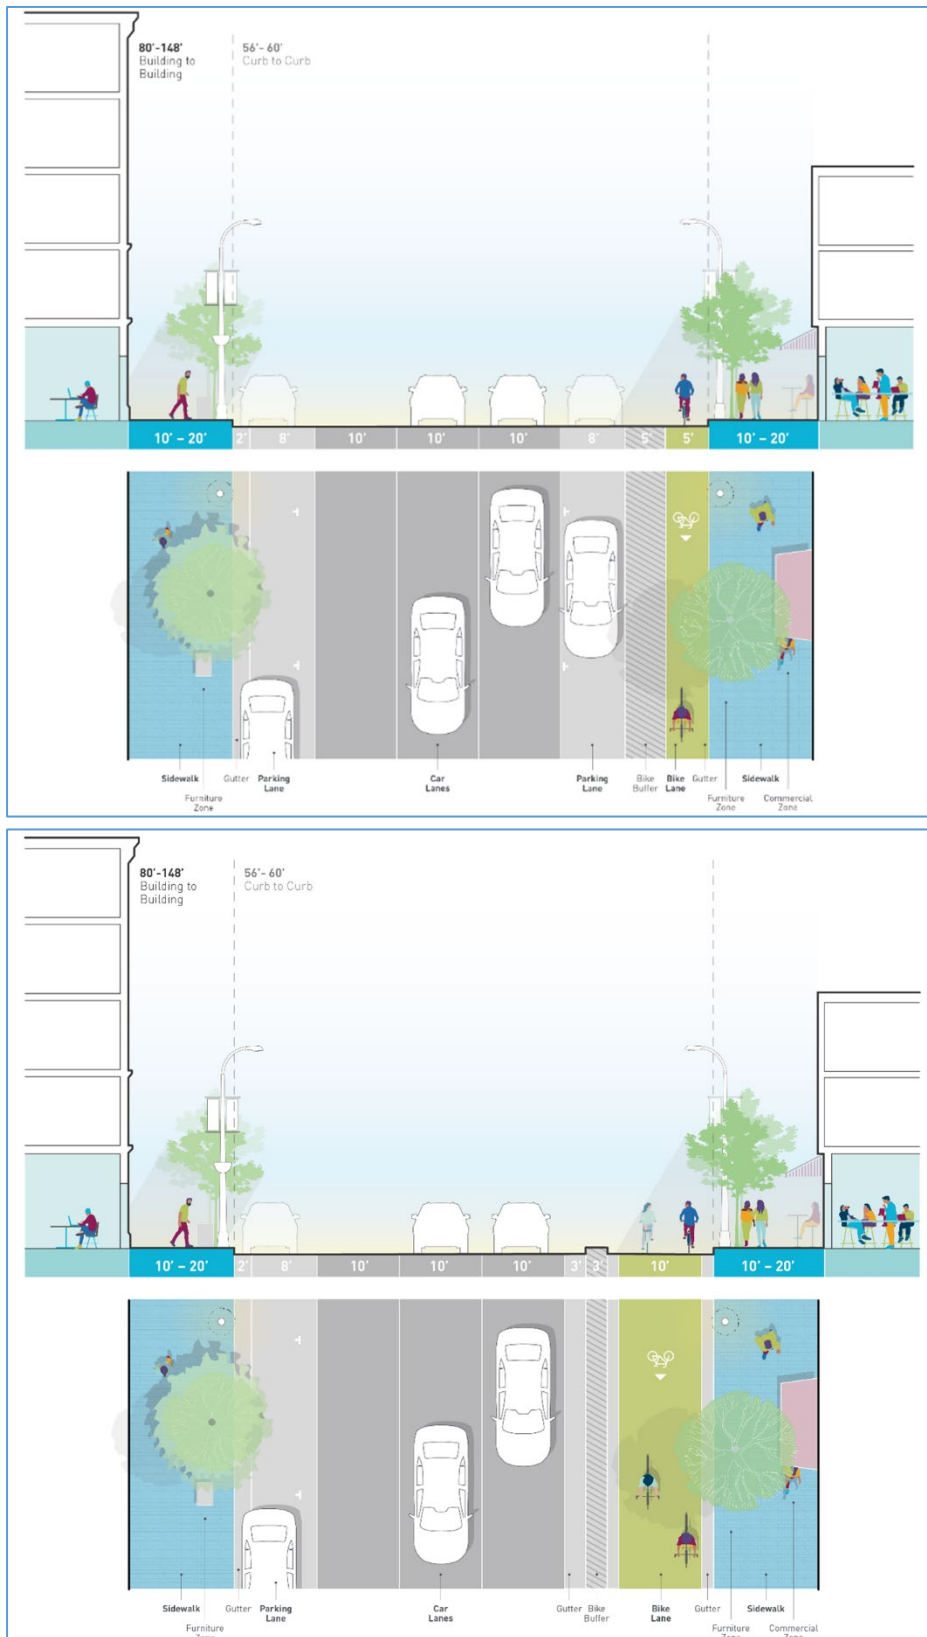 80'-148'
Building to
Building
56'- 60'
Curb to Curb
10' – 20'
2'
8'
10'
10'
10'
8'
5'
5'
10' – 20'
Sidewalk
Furniture
Zone
Gutter
Parking
Lane
Car
Lanes
Parking
Lane
Bike
Buffer
Bike
Lane
Gutter
Furniture
Zone
Sidewalk
Commercial
Zone
80'-148'
Building to
Building
56'- 60'
Curb to Curb
10' – 20'
2'
8'
10'
10'
10'
3'
3'
10'
10' – 20'
Sidewalk
Furniture
Zone
Gutter
Parking
Lane
Car
Lanes
Gutter
Bike
Buffer
Bike
Lane
Gutter
Furniture
Zone
Sidewalk
Commercial
Zone